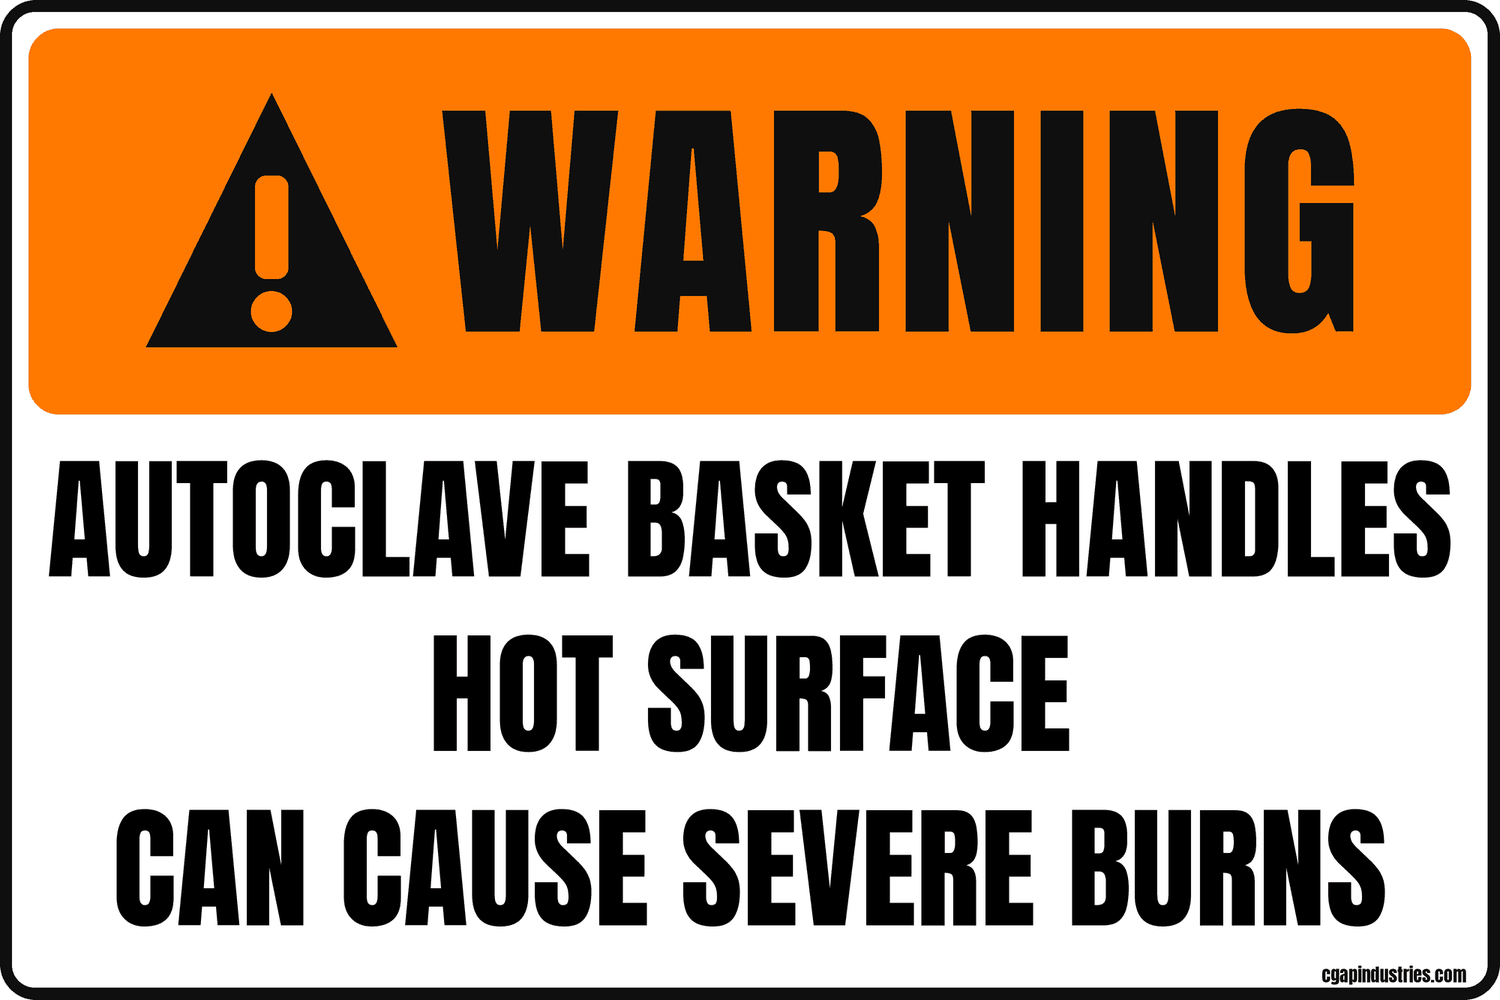 WARNING
AUTOCLAVE BASKET HANDLES
HOT SURFACE
CAN CAUSE SEVERE BURNS
cgapindustries.com